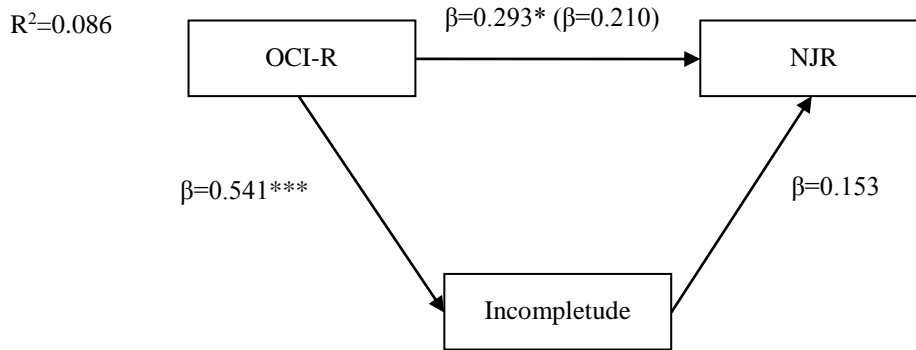 R²=0.086
β=0.293* (β=0.210)
OCI-R
NJR
β=0.541***
β=0.153
Incompletude